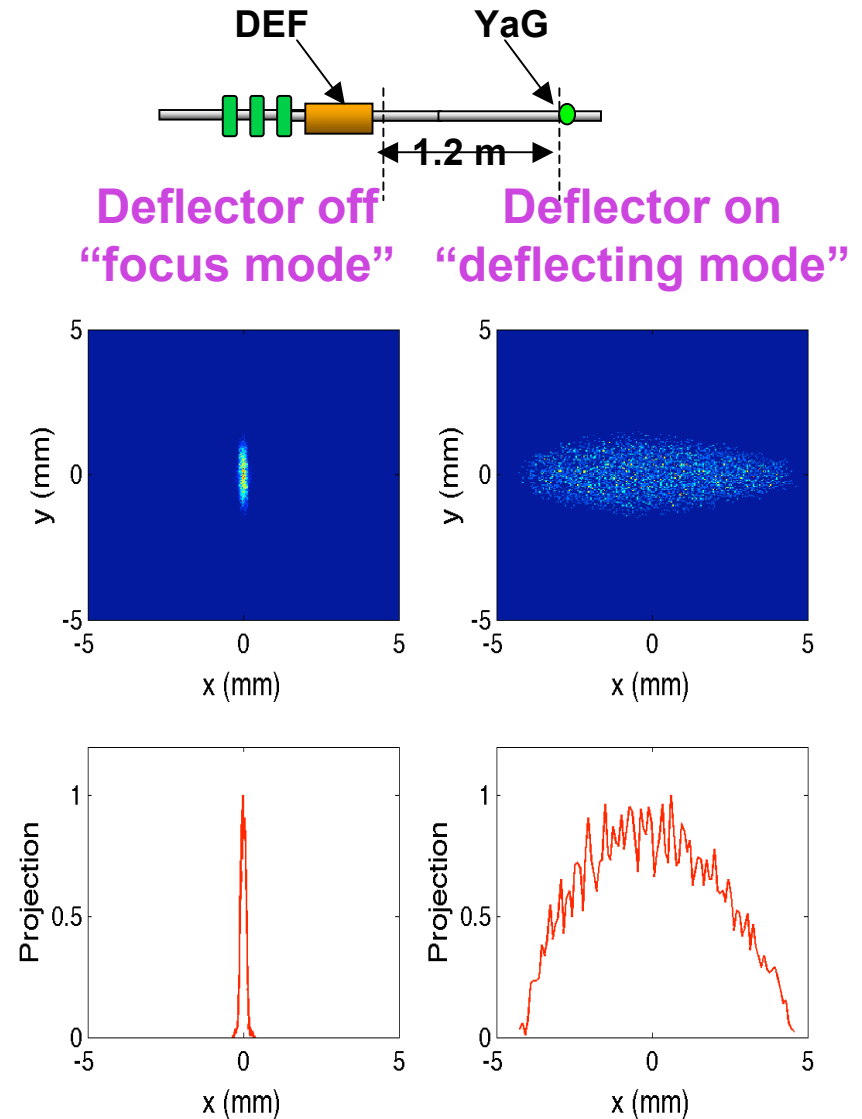 DEF YaG
1.2 m
Deflector off Deflector on
“focus mode” “deflecting mode”
5 5
y (mm) y (mm)
0 0
-5 -5
-5 0 5 -5 0 5
x (mm) x (mm)
1 1
Projection Projection
0.5 0.5
0 0
-5 0 5 -5 0 5
x (mm) x (mm)